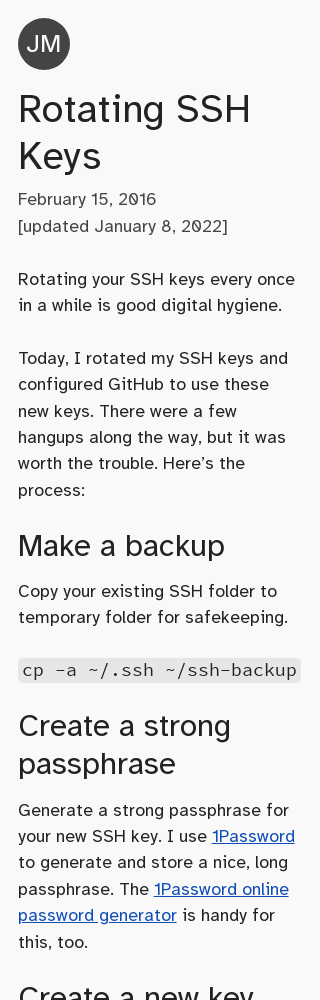 JM
Rotating SSH
Keys
February 15, 2016
[updated January 8, 2022]
Rotating your SSH keys every once
in a while is good digital hygiene.
Today, I rotated my SSH keys and
configured GitHub to use these
new keys. There were a few
hangups along the way, but it was
worth the trouble. Here’s the
process:
Make a backup
Copy your existing SSH folder to
temporary folder for safekeeping.
cp -a ~/.ssh ~/ssh-backup
Create a strong
passphrase
Generate a strong passphrase for
your new SSH key. I use 1Password
to generate and store a nice, long
passphrase. The 1Password online
password generator is handy for
this, too.
Create a new key